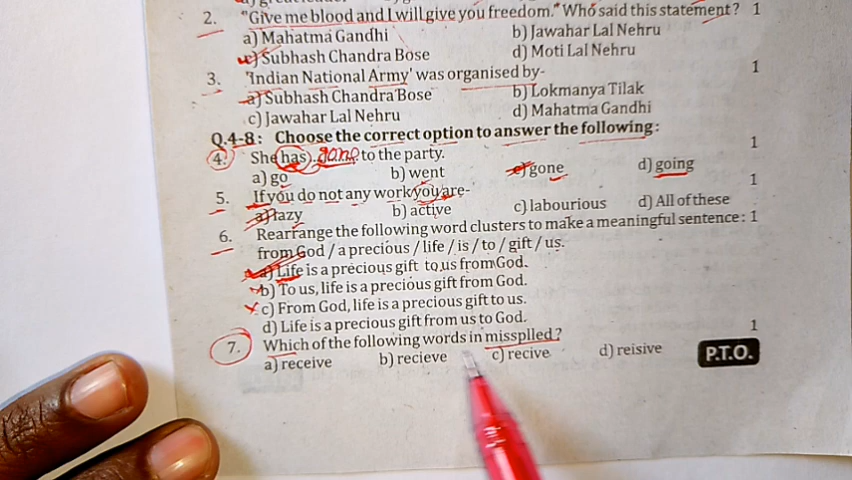 2. "Give me blood and I will give you freedom." Who said this statement? 1
a) Mahatma Gandhi b) Jawahar Lal Nehru
c) Subhash Chandra Bose d) Moti Lal Nehru
3. 'Indian National Army' was organised by- 1
a) Subhash Chandra Bose b) Lokmanya Tilak
c) Jawahar Lal Nehru d) Mahatma Gandhi
Q.4-8: Choose the correct option to answer the following:
4. She has gone to the party. 1
a) go b) went c) gone d) going
5. If you do not any work you are- 1
a) lazy b) active c) labourious d) All of these
6. Rearrange the following word clusters to make a meaningful sentence: 1
from God / a precious / life / is / to / gift / us.
a) Life is a precious gift to us from God.
b) To us, life is a precious gift from God.
c) From God, life is a precious gift to us.
d) Life is a precious gift from us to God.
7. Which of the following words in missplled? 1
a) receive b) recieve c) recive d) reisive P.T.O.